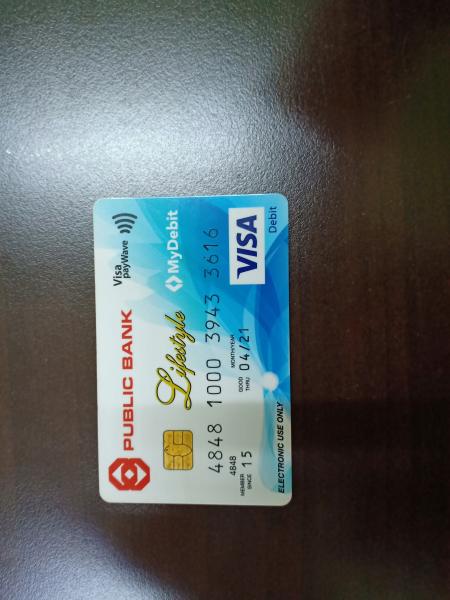 PUBLIC BANK
Visa
payWave
Lifestyle
MyDebit
4848 1000 3943 3616
4848
MEMBER
SINCE 15
GOOD
THRU
MONTH/YEAR
04/21
VISA
Debit
ELECTRONIC USE ONLY